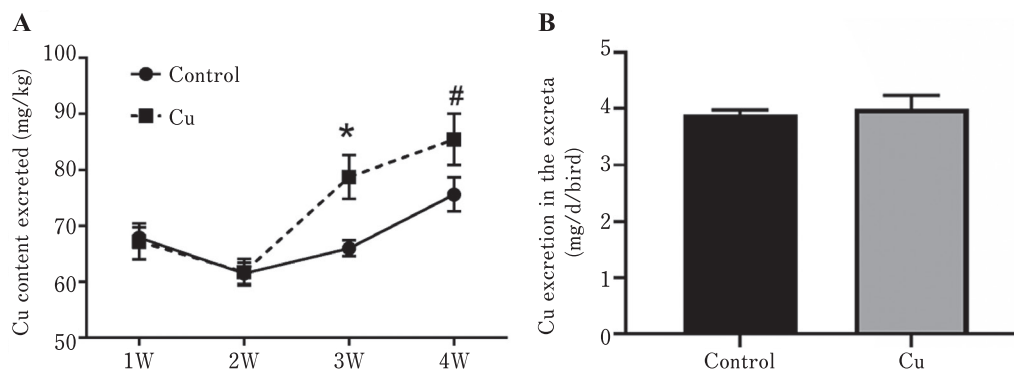 A
Cu content excreted (mg/kg)
100
90
80
70
60
50
Control
Cu
*
#
1W 2W 3W 4W
B
Cu excretion in the excreta
(mg/d/bird)
5
4
3
2
1
0
Control Cu